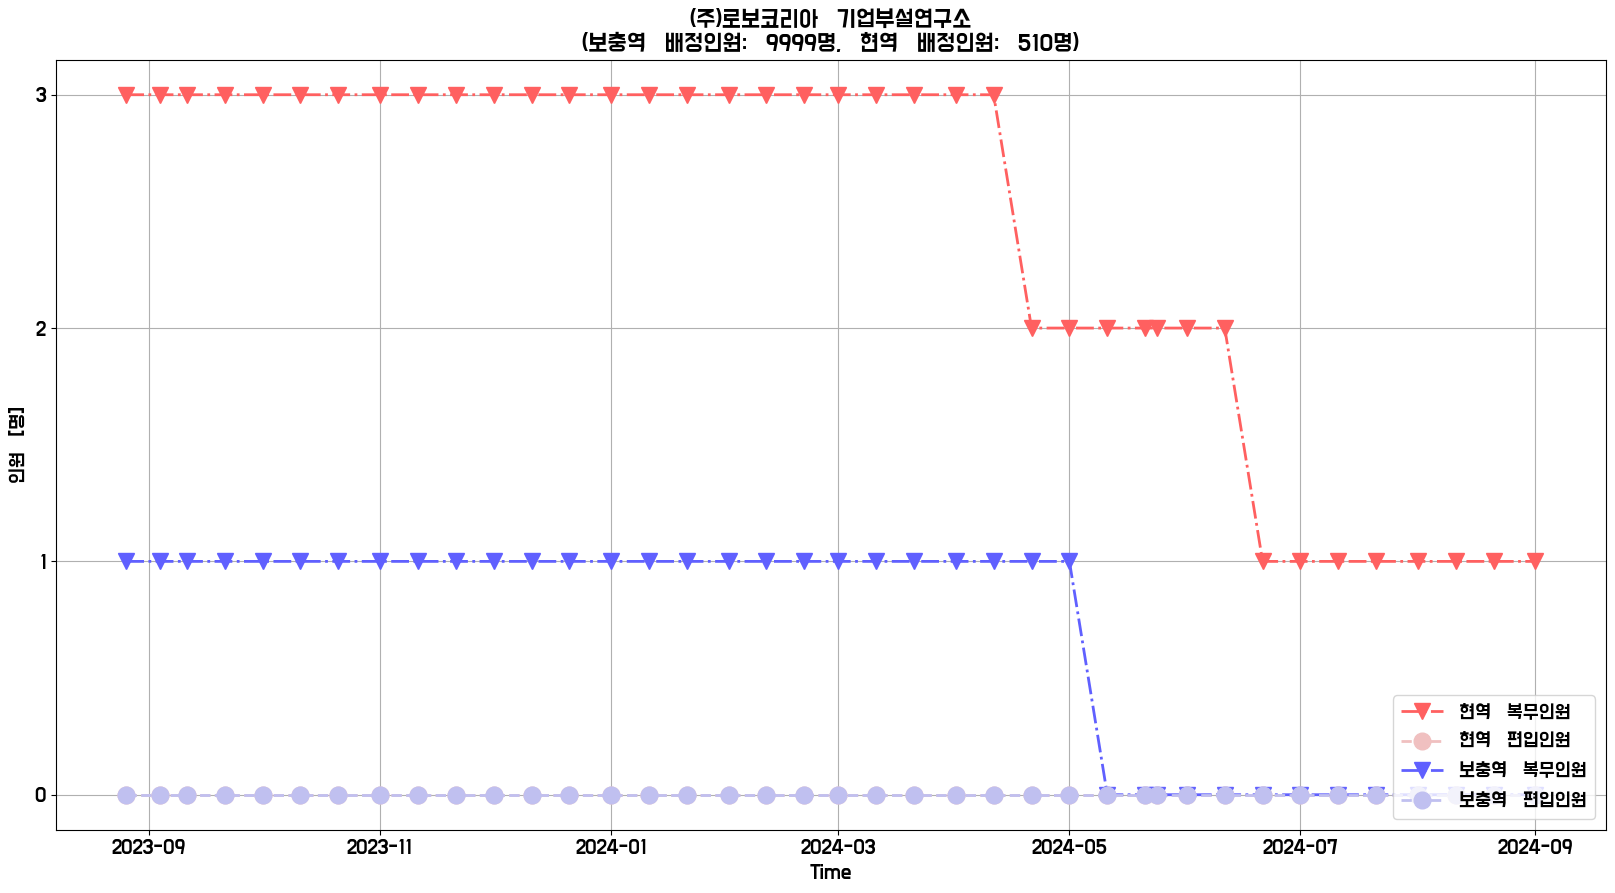 (주)로보코리아 기업부설연구소
(보충역 배정인원: 9999명, 현역 배정인원: 510명)
인원 [명]
3
2
1
0
현역 복무인원
현역 편입인원
보충역 복무인원
보충역 편입인원
2023-09 2023-11 2024-01 2024-03 2024-05 2024-07 2024-09
Time